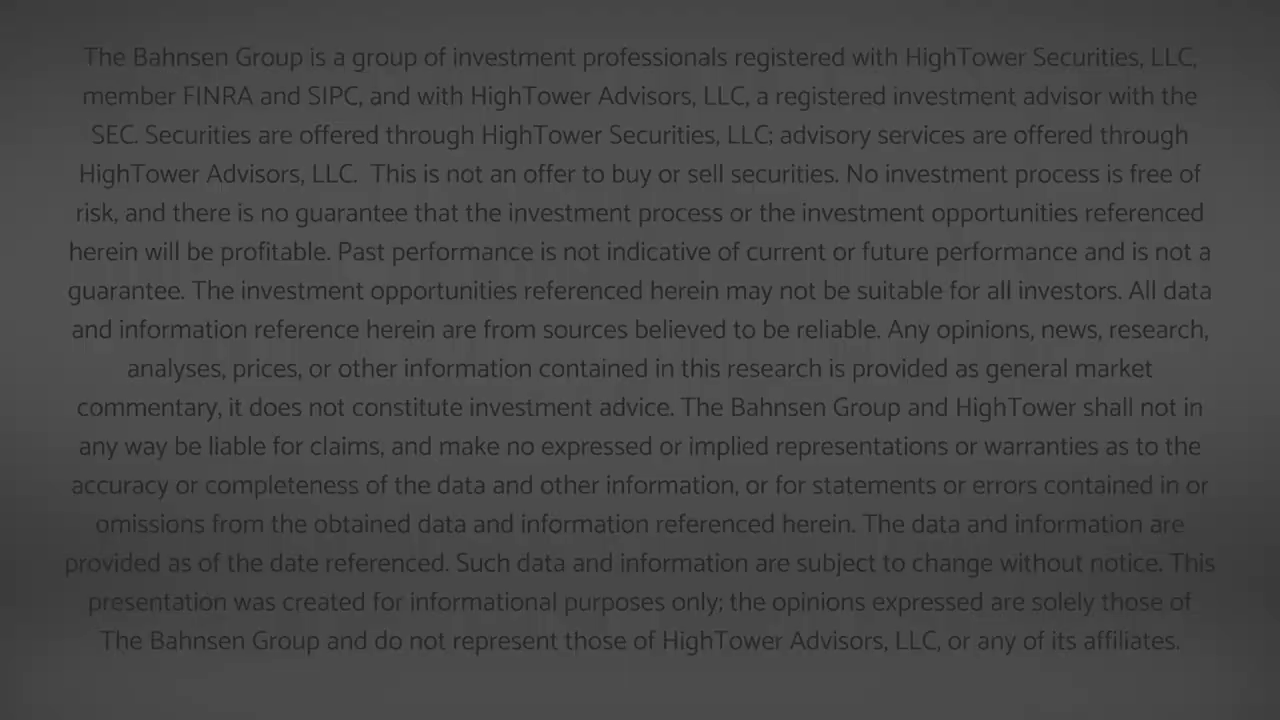 The Bahnsen Group is a group of investment professionals registered with HighTower Securities, LLC,
member FINRA and SIPC, and with HighTower Advisors, LLC, a registered investment advisor with the
SEC. Securities are offered through HighTower Securities, LLC; advisory services are offered through
HighTower Advisors, LLC.  This is not an offer to buy or sell securities. No investment process is free of
risk, and there is no guarantee that the investment process or the investment opportunities referenced
herein will be profitable. Past performance is not indicative of current or future performance and is not a
guarantee. The investment opportunities referenced herein may not be suitable for all investors. All data
and information reference herein are from sources believed to be reliable. Any opinions, news, research,
analyses, prices, or other information contained in this research is provided as general market
commentary, it does not constitute investment advice. The Bahnsen Group and HighTower shall not in
any way be liable for claims, and make no expressed or implied representations or warranties as to the
accuracy or completeness of the data and other information, or for statements or errors contained in or
omissions from the obtained data and information referenced herein. The data and information are
provided as of the date referenced. Such data and information are subject to change without notice. This
presentation was created for informational purposes only; the opinions expressed are solely those of
The Bahnsen Group and do not represent those of HighTower Advisors, LLC, or any of its affiliates.